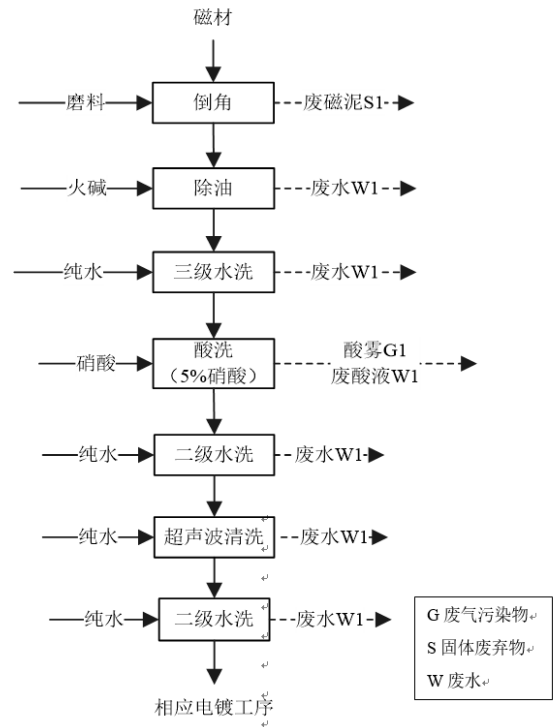 磁材
磨料
倒角
废磁泥S1
火碱
除油
废水W1
纯水
三级水洗
废水W1
硝酸
酸洗
（5%硝酸）
酸雾G1
废酸液W1
纯水
二级水洗
废水W1
纯水
超声波清洗
废水W1
纯水
二级水洗
废水W1
相应电镀工序
G 废气污染物
S 固体废弃物
W 废水